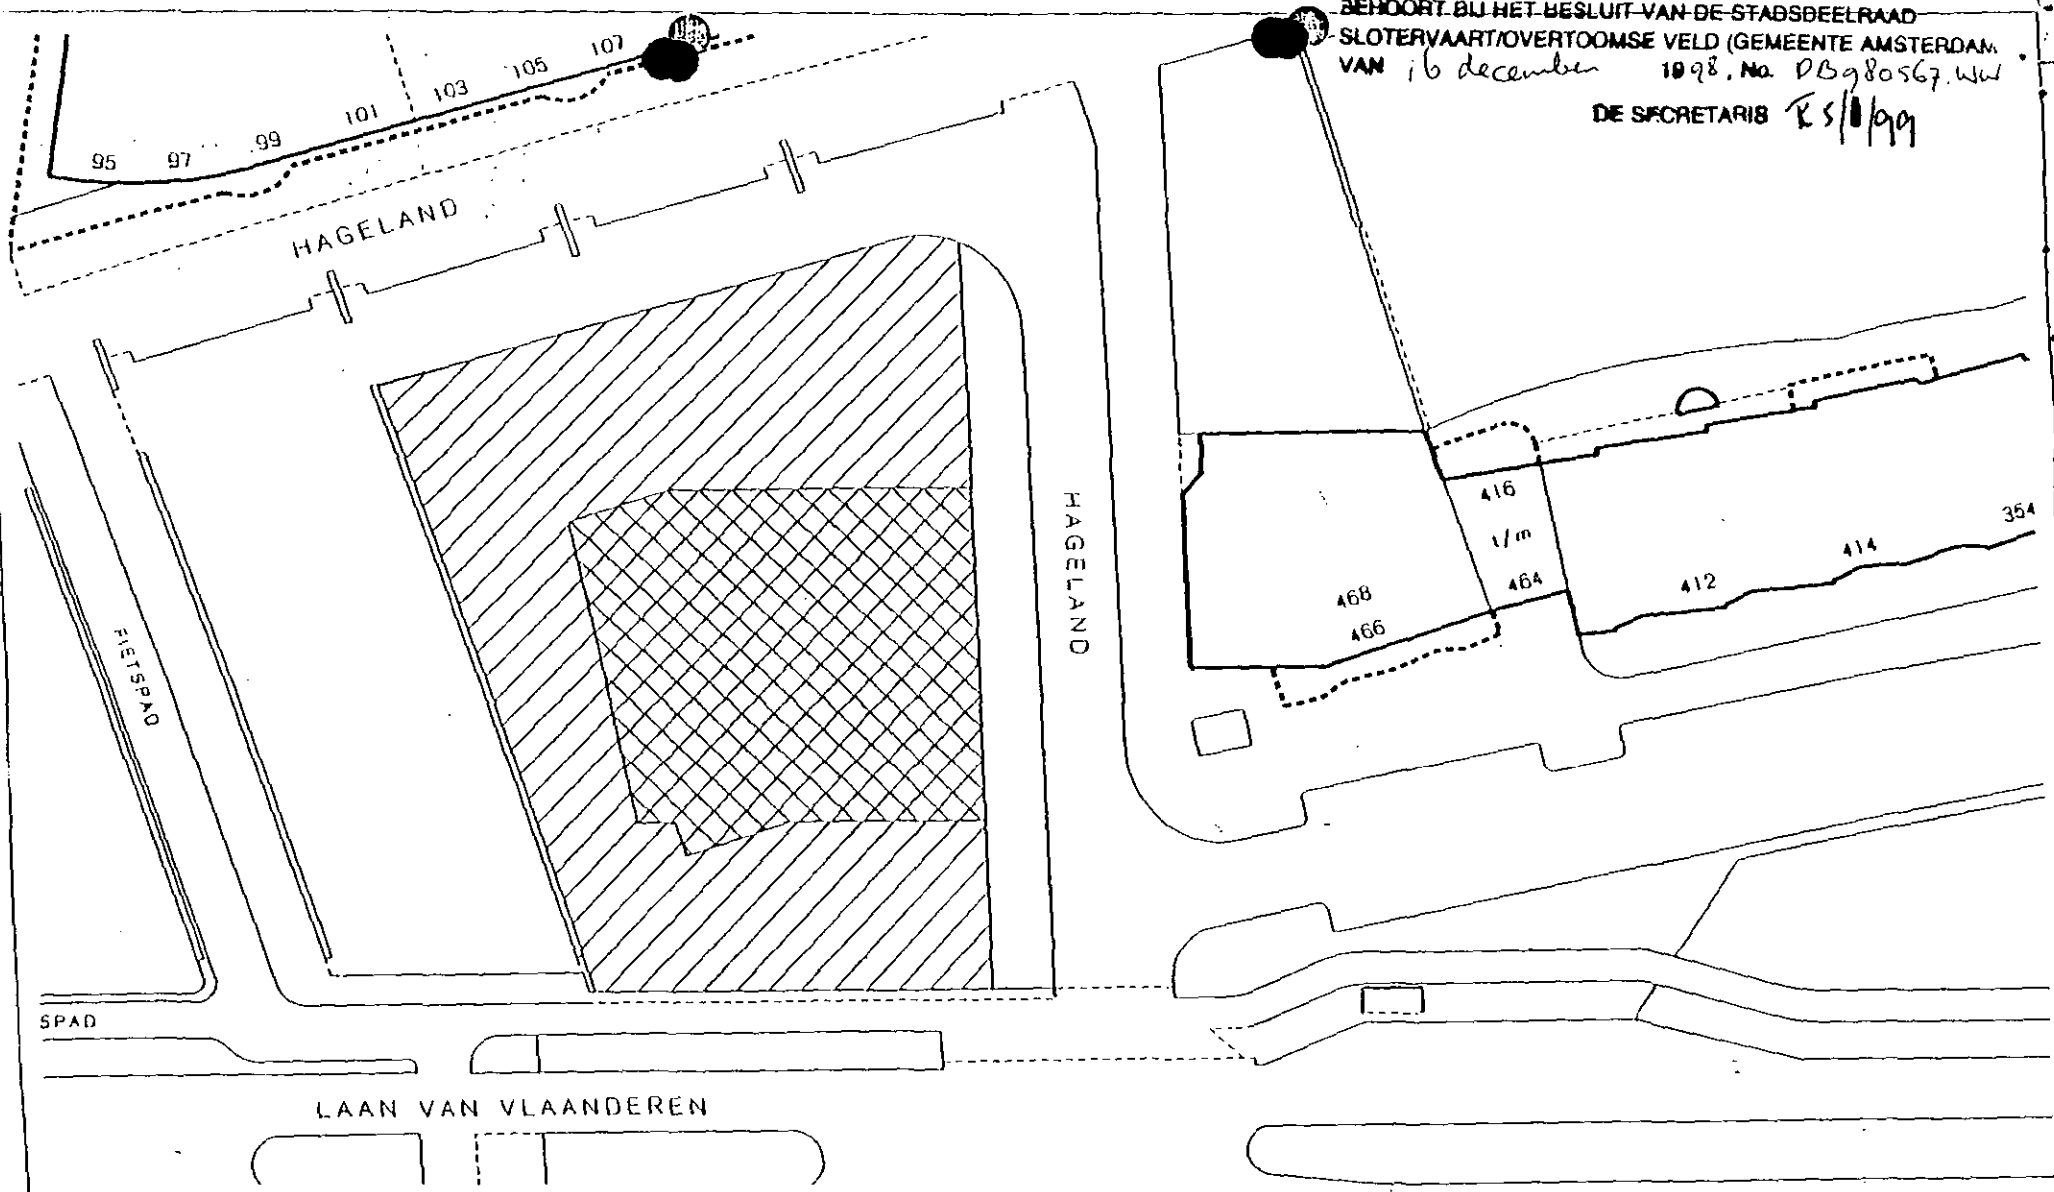 BEHOORT BIJ HET BESLUIT VAN DE STADSDEELRAAD
SLOTERVAART/OVERTOOMSE VELD (GEMEENTE AMSTERDAM
VAN 16 december 1998, No. DB980567.WW
DE SECRETARIS
95 97 99 101 103 105 107
HAGELAND
HAGELAND
FIETSPAD
416
t/m
464
468
466
412
414
354
SPAD
LAAN VAN VLAANDEREN